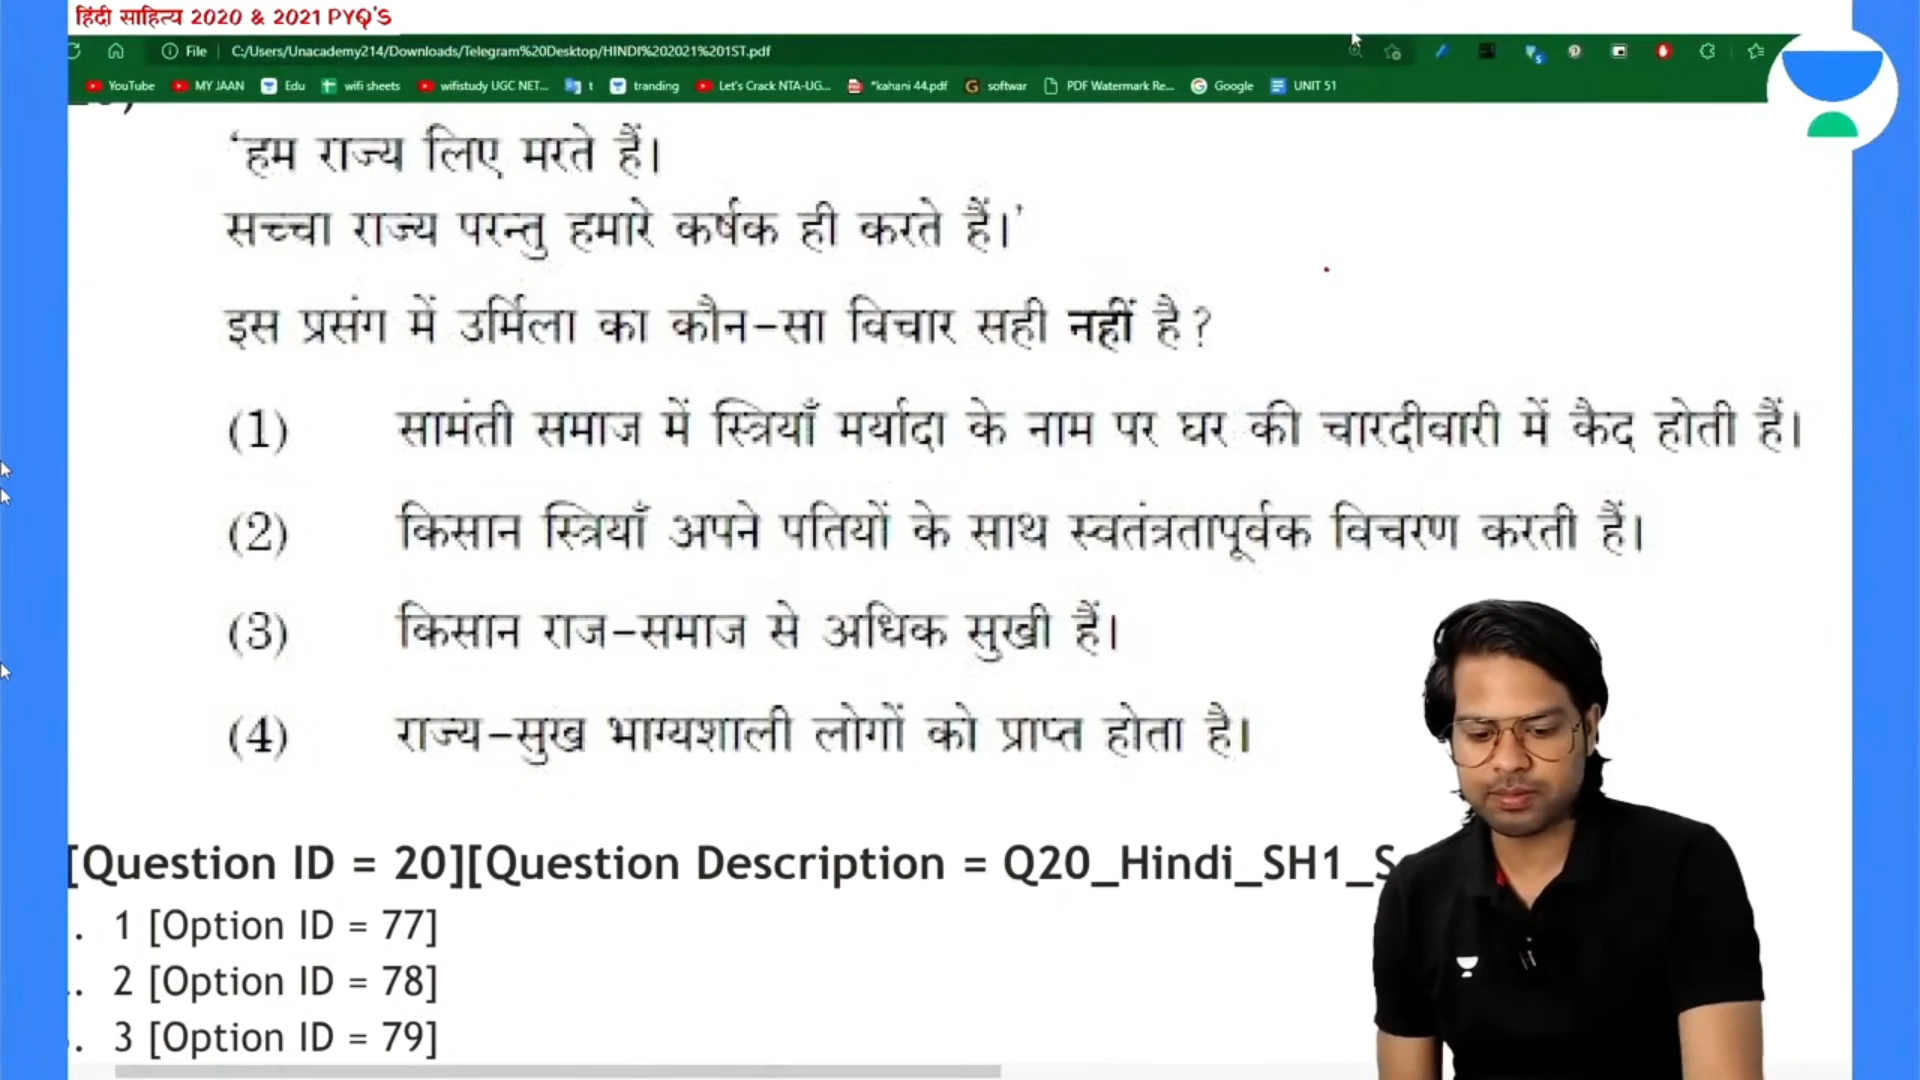 हिंदी साहित्य 2020 & 2021 PYQ'S
File C:/Users/Unacademy214/Downloads/Telegram%20Desktop/HINDI%202021%201ST.pdf
YouTube MY JAAN Edu wifi sheets wifistudy UGC NET... t tranding Let's Crack NTA-UG... *kahani 44.pdf softwar PDF Watermark Re... Google UNIT 51
‘हम राज्य लिए मरते हैं।
सच्चा राज्य परन्तु हमारे कर्षक ही करते हैं।’
इस प्रसंग में उर्मिला का कौन-सा विचार सही नहीं है?
(1) सामंती समाज में स्त्रियाँ मर्यादा के नाम पर घर की चारदीवारी में कैद होती हैं।
(2) किसान स्त्रियाँ अपने पतियों के साथ स्वतंत्रतापूर्वक विचरण करती हैं।
(3) किसान राज-समाज से अधिक सुखी हैं।
(4) राज्य-सुख भाग्यशाली लोगों को प्राप्त होता है।
[Question ID = 20][Question Description = Q20_Hindi_SH1_S
. 1 [Option ID = 77]
. 2 [Option ID = 78]
. 3 [Option ID = 79]